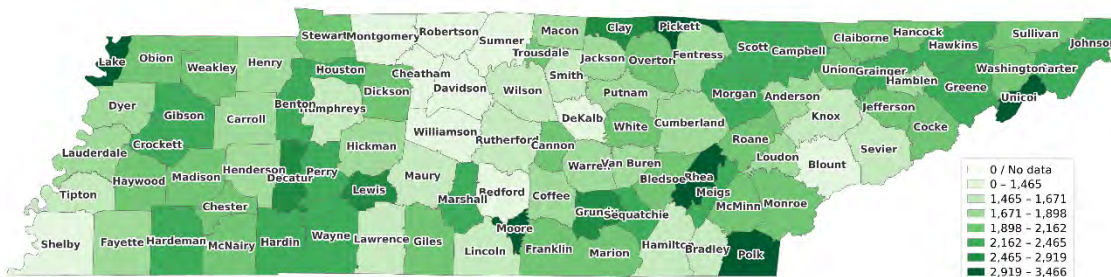 Lake
Obion
Weakley
Henry
Stewart
Montgomery
Robertson
Sumner
Macon
Clay
Pickett
Trousdale
Jackson
Overton
Fentress
Scott
Campbell
Claiborne
Hancock
Hawkins
Sullivan
Johnson
Houston
Cheatham
Davidson
Wilson
Smith
Putnam
Morgan
Anderson
Union
Grainger
Hamblen
Greene
Washington
Carter
Unicoi
Dyer
Gibson
Carroll
Benton
Humphreys
Dickson
Williamson
Rutherford
DeKalb
Cannon
White
Cumberland
Roane
Knox
Jefferson
Cocke
Lauderdale
Crockett
Haywood
Madison
Henderson
Decatur
Perry
Hickman
Lewis
Maury
Marshall
Redford
Coffee
Warren
Van Buren
Bledsoe
Rhea
Meigs
Loudon
Blount
Sevier
Tipton
Chester
McMinn
Monroe
Moore
Grundy
Sequatchie
Shelby
Fayette
Hardeman
McNairy
Hardin
Wayne
Lawrence
Giles
Lincoln
Franklin
Marion
Hamilton
Bradley
Polk
0 / No data
0 – 1,465
1,465 – 1,671
1,671 – 1,898
1,898 – 2,162
2,162 – 2,465
2,465 – 2,919
2,919 – 3,466